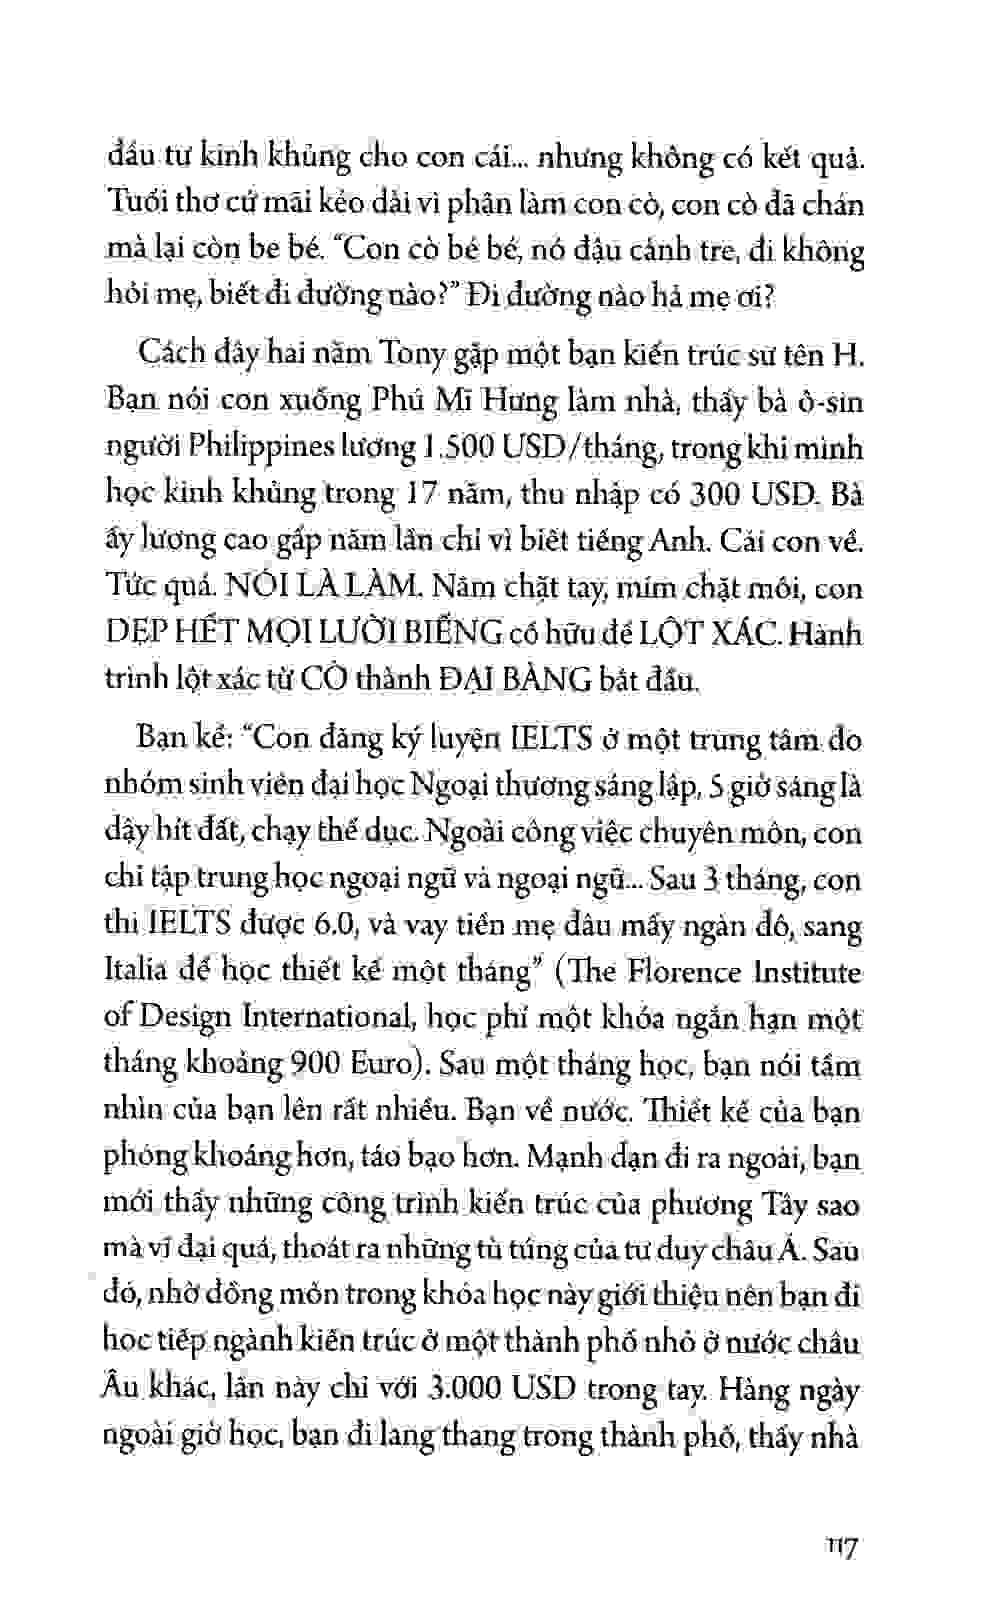 đầu tư kinh khủng cho con cái... nhưng không có kết quả.
Tuổi thơ cứ mãi kéo dài vì phận làm con cò, con cò đã chán
mà lại còn be bé. “Con cò bé bé, nó đậu cành tre, đi không
hỏi mẹ, biết đi đường nào?” Đi đường nào hả mẹ ơi?
Cách đây hai năm Tony gặp một bạn kiến trúc sư tên H.
Bạn nói con xuống Phú Mĩ Hưng làm nhà, thấy bà ô-sin
người Philippines lương 1.500 USD/tháng, trong khi mình
học kinh khủng trong 17 năm, thu nhập có 300 USD. Bà
ấy lương cao gấp năm lần chỉ vì biết tiếng Anh. Cái con về.
Tức quá. NÓI LÀ LÀM. Nắm chặt tay, mím chặt môi, con
DẸP HẾT MỌI LƯỜI BIẾNG cố hữu để LỘT XÁC. Hành
trình lột xác từ CÒ thành ĐẠI BÀNG bắt đầu.
Bạn kể: “Con đăng ký luyện IELTS ở một trung tâm do
nhóm sinh viên đại học Ngoại thương sáng lập, 5 giờ sáng là
dậy hít đất, chạy thể dục. Ngoài công việc chuyên môn, con
chỉ tập trung học ngoại ngữ và ngoại ngữ... Sau 3 tháng, con
thi IELTS được 6.0, và vay tiền mẹ đâu mấy ngàn đô, sang
Italia để học thiết kế một tháng” (The Florence Institute
of Design International, học phí một khóa ngắn hạn một
tháng khoảng 900 Euro). Sau một tháng học, bạn nói tầm
nhìn của bạn lên rất nhiều. Bạn về nước. Thiết kế của bạn
phóng khoáng hơn, táo bạo hơn. Mạnh dạn đi ra ngoài, bạn
mới thấy những công trình kiến trúc của phương Tây sao
mà vĩ đại quá, thoát ra những tù túng của tư duy châu Á. Sau
đó, nhờ đồng môn trong khóa học này giới thiệu nên bạn đi
học tiếp ngành kiến trúc ở một thành phố nhỏ ở nước châu
Âu khác, lần này chỉ với 3.000 USD trong tay. Hàng ngày
ngoài giờ học, bạn đi lang thang trong thành phố, thấy nhà
117